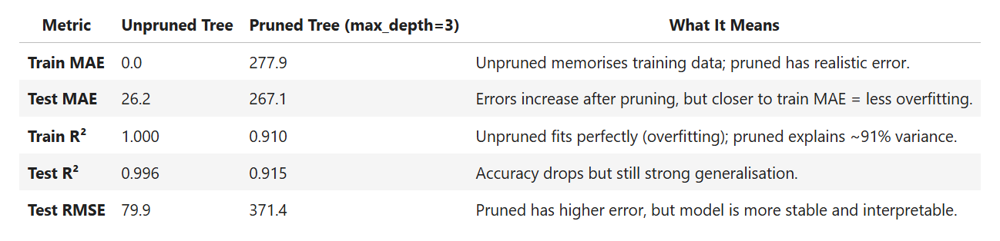 Metric Unpruned Tree Pruned Tree (max_depth=3) What It Means
Train MAE 0.0 277.9 Unpruned memorises training data; pruned has realistic error.
Test MAE 26.2 267.1 Errors increase after pruning, but closer to train MAE = less overfitting.
Train R² 1.000 0.910 Unpruned fits perfectly (overfitting); pruned explains ~91% variance.
Test R² 0.996 0.915 Accuracy drops but still strong generalisation.
Test RMSE 79.9 371.4 Pruned has higher error, but model is more stable and interpretable.